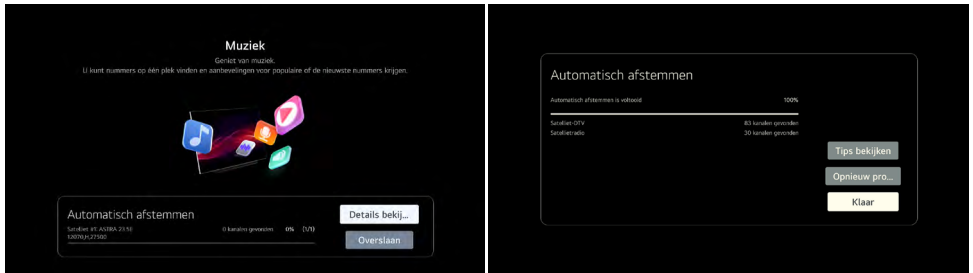 Muziek
Geniet van muziek.
U kunt nummers op één plek vinden en aanbevelingen voor populaire of de nieuwste nummers krijgen.
Automatisch afstemmen
Satelliet #1: ASTRA 23.5E
0 kanalen gevonden 0% [1/1]
12070,H,27500
Details bekij...
Overslaan
Automatisch afstemmen
Automatisch afstemmen is voltooid 100%
Satelliet-DTV 83 kanalen gevonden
Satellietradio 30 kanalen gevonden
Tips bekijken
Opnieuw pro...
Klaar